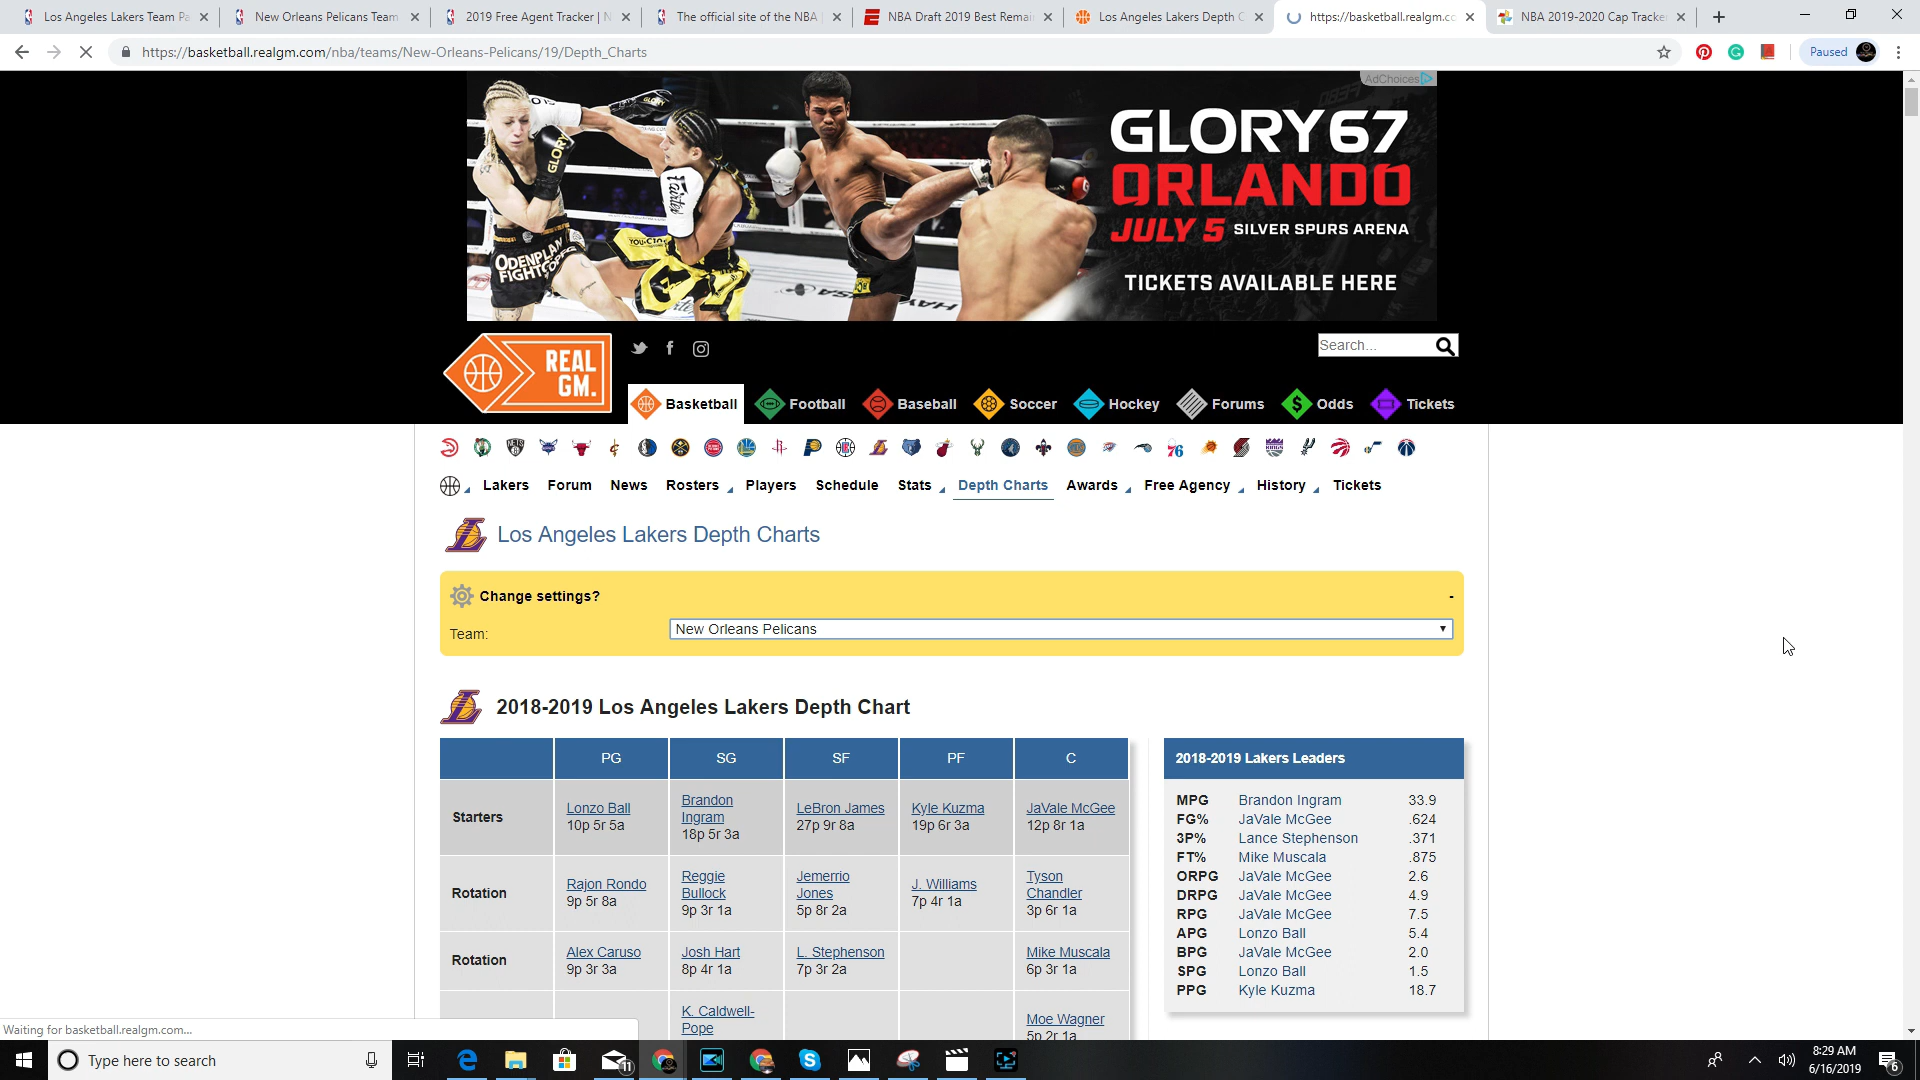 Los Angeles Lakers Team Pa
New Orleans Pelicans Team
2019 Free Agent Tracker | N
The official site of the NBA |
NBA Draft 2019 Best Remai
Los Angeles Lakers Depth C
https://basketball.realgm.co
NBA 2019-2020 Cap Tracke
https://basketball.realgm.com/nba/teams/New-Orleans-Pelicans/19/Depth_Charts
Paused
AdChoices
GLORY67
ORLANDO
JULY 5 SILVER SPURS ARENA
TICKETS AVAILABLE HERE
GLORY
Fairtex
ODENPLAN
FIGHT
REAL
GM.
Search...
Basketball
Football
Baseball
Soccer
Hockey
Forums
Odds
Tickets
Lakers
Forum
News
Rosters
Players
Schedule
Stats
Depth Charts
Awards
Free Agency
History
Tickets
Los Angeles Lakers Depth Charts
Change settings?
-
Team:
New Orleans Pelicans
2018-2019 Los Angeles Lakers Depth Chart
PG SG SF PF C
Starters
Lonzo Ball
10p 5r 5a
Brandon
Ingram
18p 5r 3a
LeBron James
27p 9r 8a
Kyle Kuzma
19p 6r 3a
JaVale McGee
12p 8r 1a
Rotation
Rajon Rondo
9p 5r 8a
Reggie
Bullock
9p 3r 1a
Jemerrio
Jones
5p 8r 2a
J. Williams
7p 4r 1a
Tyson
Chandler
3p 6r 1a
Rotation
Alex Caruso
9p 3r 3a
Josh Hart
8p 4r 1a
L. Stephenson
7p 3r 2a
Mike Muscala
6p 3r 1a
K. Caldwell-
Pope
Moe Wagner
5p 2r 1a
2018-2019 Lakers Leaders
MPG Brandon Ingram 33.9
FG% JaVale McGee .624
3P% Lance Stephenson .371
FT% Mike Muscala .875
ORPG JaVale McGee 2.6
DRPG JaVale McGee 4.9
RPG JaVale McGee 7.5
APG Lonzo Ball 5.4
BPG JaVale McGee 2.0
SPG Lonzo Ball 1.5
PPG Kyle Kuzma 18.7
Waiting for basketball.realgm.com...
Type here to search
11
8:29 AM
6/16/2019
6